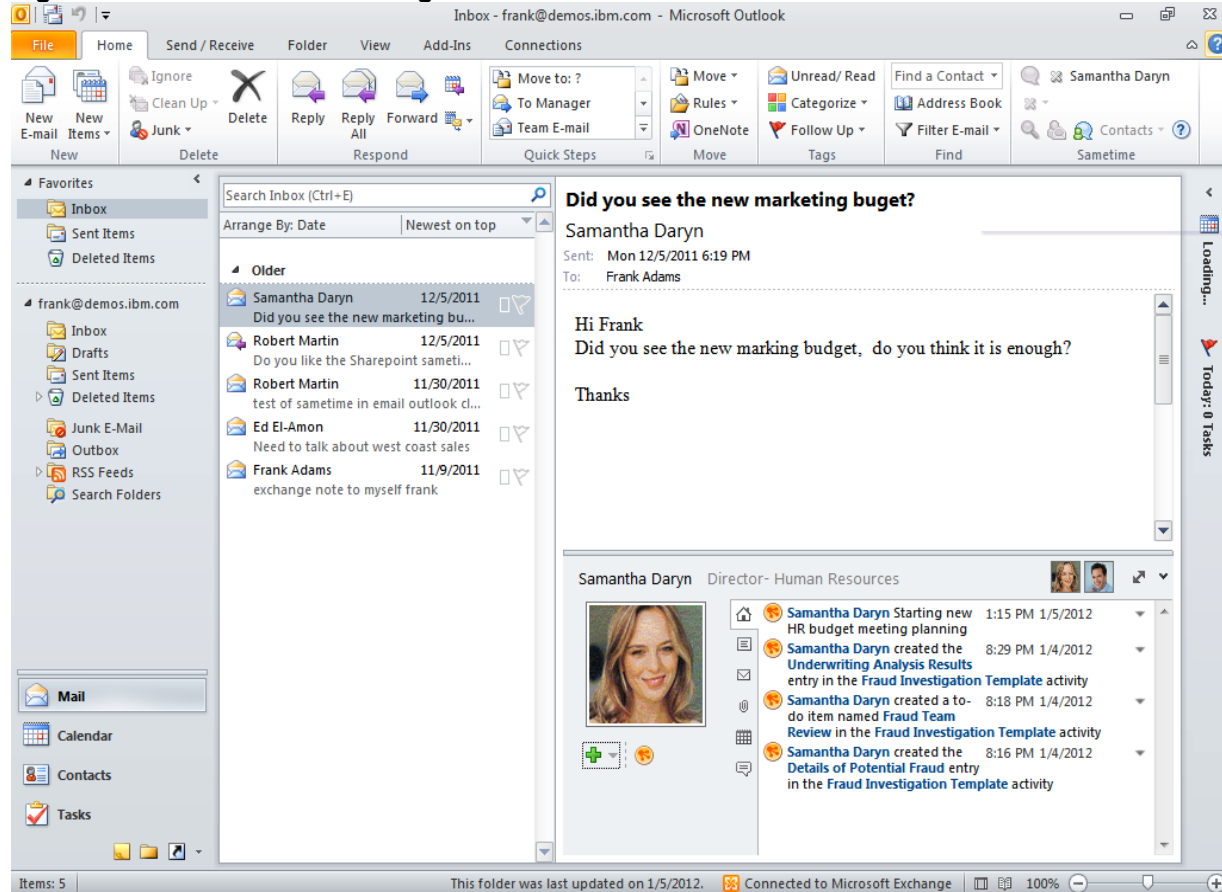 Inbox - frank@demos.ibm.com - Microsoft Outlook
File Home Send / Receive Folder View Add-Ins Connections
New E-mail
New Items
New
Ignore
Clean Up
Junk
Delete
Delete
Reply
Reply All
Forward
Respond
Move to: ?
To Manager
Team E-mail
Quick Steps
Move
Rules
OneNote
Move
Unread/ Read
Categorize
Follow Up
Tags
Find a Contact
Address Book
Filter E-mail
Find
Samantha Daryn
Contacts
Sametime
Favorites
Inbox
Sent Items
Deleted Items
frank@demos.ibm.com
Inbox
Drafts
Sent Items
Deleted Items
Junk E-Mail
Outbox
RSS Feeds
Search Folders
Mail
Calendar
Contacts
Tasks
Search Inbox (Ctrl+E)
Arrange By: Date Newest on top
Older
Samantha Daryn 12/5/2011
Did you see the new marketing bu...
Robert Martin 12/5/2011
Do you like the Sharepoint sameti...
Robert Martin 11/30/2011
test of sametime in email outlook cl...
Ed El-Amon 11/30/2011
Need to talk about west coast sales
Frank Adams 11/9/2011
exchange note to myself frank
Did you see the new marketing buget?
Samantha Daryn
Sent: Mon 12/5/2011 6:19 PM
To: Frank Adams
Hi Frank
Did you see the new marking budget, do you think it is enough?
Thanks
Samantha Daryn Director- Human Resources
Samantha Daryn Starting new 1:15 PM 1/5/2012
HR budget meeting planning
Samantha Daryn created the 8:29 PM 1/4/2012
Underwriting Analysis Results
entry in the Fraud Investigation Template activity
Samantha Daryn created a to- 8:18 PM 1/4/2012
do item named Fraud Team
Review in the Fraud Investigation Template activity
Samantha Daryn created the 8:16 PM 1/4/2012
Details of Potential Fraud entry
in the Fraud Investigation Template activity
Loading...
Today: 0 Tasks
Items: 5
This folder was last updated on 1/5/2012. Connected to Microsoft Exchange 100%